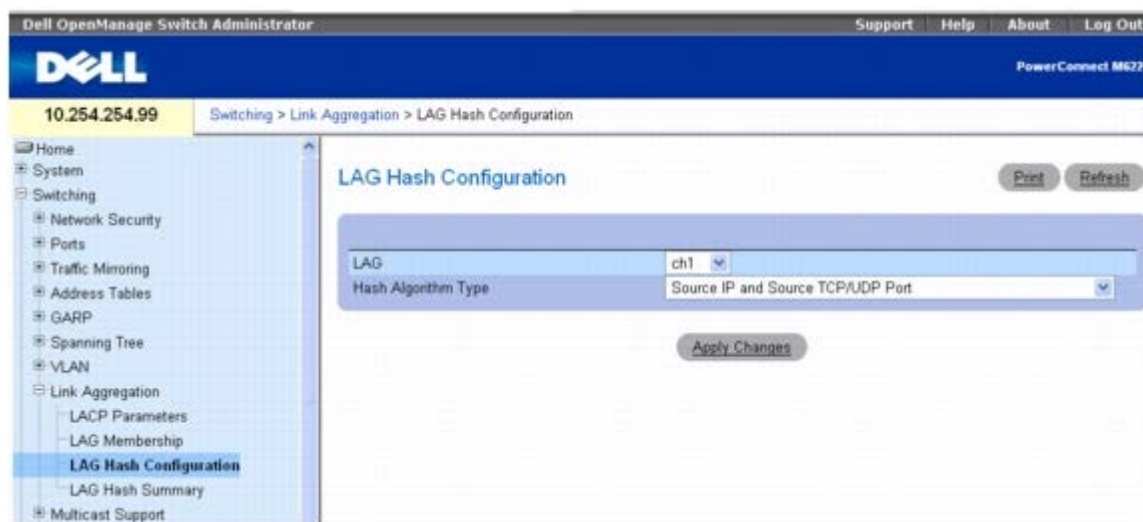 Dell OpenManage Switch Administrator
Support Help About Log Out
DELL
PowerConnect M622
10.254.254.99
Switching > Link Aggregation > LAG Hash Configuration
Home
System
Switching
Network Security
Ports
Traffic Mirroring
Address Tables
GARP
Spanning Tree
VLAN
Link Aggregation
LACP Parameters
LAG Membership
LAG Hash Configuration
LAG Hash Summary
Multicast Support
LAG Hash Configuration
Print Refresh
LAG ch1
Hash Algorithm Type Source IP and Source TCP/UDP Port
Apply Changes